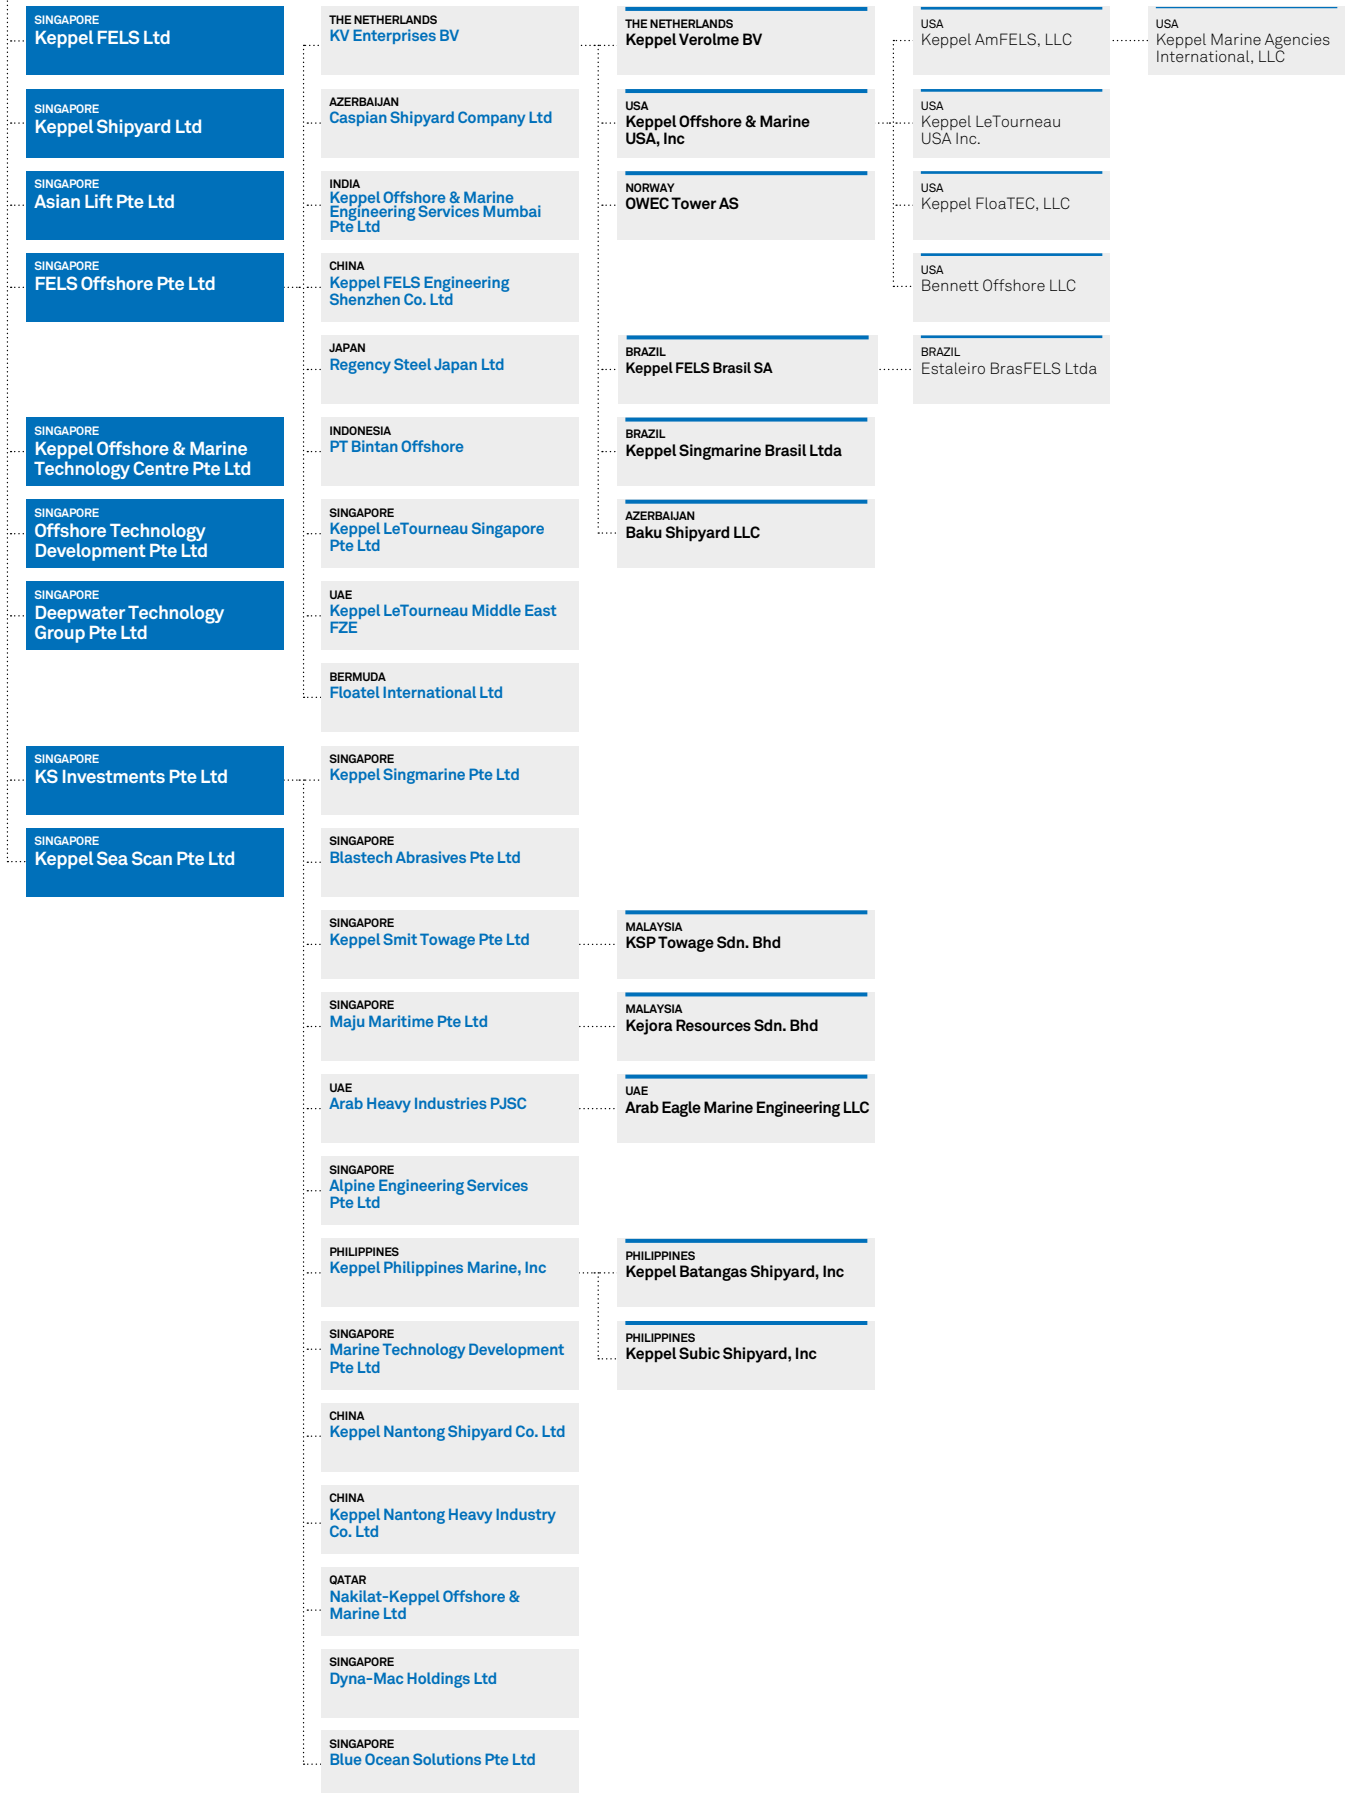 SINGAPORE
Keppel FELS Ltd
SINGAPORE
Keppel Shipyard Ltd
SINGAPORE
Asian Lift Pte Ltd
SINGAPORE
FELS Offshore Pte Ltd
SINGAPORE
Keppel Offshore & Marine
Technology Centre Pte Ltd
SINGAPORE
Offshore Technology
Development Pte Ltd
SINGAPORE
Deepwater Technology
Group Pte Ltd
SINGAPORE
KS Investments Pte Ltd
SINGAPORE
Keppel Sea Scan Pte Ltd
THE NETHERLANDS
KV Enterprises BV
AZERBAIJAN
Caspian Shipyard Company Ltd
INDIA
Keppel Offshore & Marine
Engineering Services Mumbai
Pte Ltd
CHINA
Keppel FELS Engineering
Shenzhen Co. Ltd
JAPAN
Regency Steel Japan Ltd
INDONESIA
PT Bintan Offshore
SINGAPORE
Keppel LeTourneau Singapore
Pte Ltd
UAE
Keppel LeTourneau Middle East
FZE
BERMUDA
Floatel International Ltd
SINGAPORE
Keppel Singmarine Pte Ltd
SINGAPORE
Blastech Abrasives Pte Ltd
SINGAPORE
Keppel Smit Towage Pte Ltd
SINGAPORE
Maju Maritime Pte Ltd
UAE
Arab Heavy Industries PJSC
SINGAPORE
Alpine Engineering Services
Pte Ltd
PHILIPPINES
Keppel Philippines Marine, Inc
SINGAPORE
Marine Technology Development
Pte Ltd
CHINA
Keppel Nantong Shipyard Co. Ltd
CHINA
Keppel Nantong Heavy Industry
Co. Ltd
QATAR
Nakilat-Keppel Offshore &
Marine Ltd
SINGAPORE
Dyna-Mac Holdings Ltd
SINGAPORE
Blue Ocean Solutions Pte Ltd
THE NETHERLANDS
Keppel Verolme BV
USA
Keppel Offshore & Marine
USA, Inc
NORWAY
OWEC Tower AS
BRAZIL
Keppel FELS Brasil SA
BRAZIL
Keppel Singmarine Brasil Ltda
AZERBAIJAN
Baku Shipyard LLC
MALAYSIA
KSP Towage Sdn. Bhd
MALAYSIA
Kejora Resources Sdn. Bhd
UAE
Arab Eagle Marine Engineering LLC
PHILIPPINES
Keppel Batangas Shipyard, Inc
PHILIPPINES
Keppel Subic Shipyard, Inc
USA
Keppel AmFELS, LLC
USA
Keppel LeTourneau
USA Inc.
USA
Keppel FloaTEC, LLC
USA
Bennett Offshore LLC
BRAZIL
Estaleiro BrasFELS Ltda
USA
Keppel Marine Agencies
International, LLC